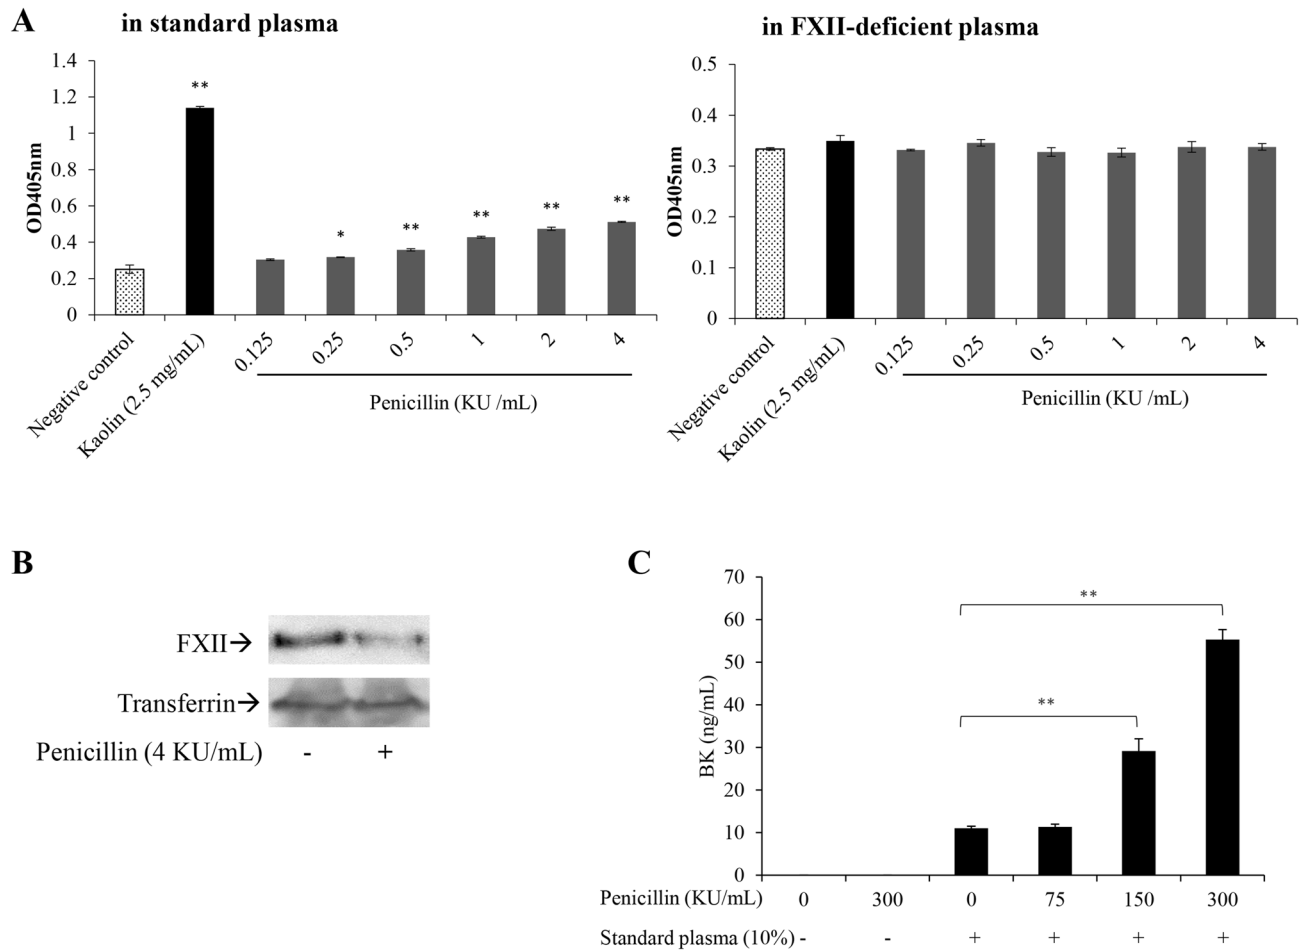 A
in standard plasma
OD405nm
1.4
1.2
1
0.8
0.6
0.4
0.2
0
**
*
**
**
**
**
Negative control
Kaolin (2.5 mg/mL)
0.125
0.25
0.5
1
2
4
Penicillin (KU /mL)
in FXII-deficient plasma
OD405nm
0.5
0.4
0.3
0.2
0.1
0
Negative control
Kaolin (2.5 mg/mL)
0.125
0.25
0.5
1
2
4
Penicillin (KU /mL)
B
FXII→
Transferrin→
Penicillin (4 KU/mL) - +
C
BK (ng/mL)
70
60
50
40
30
20
10
0
**
**
Penicillin (KU/mL) 0 300 0 75 150 300
Standard plasma (10%) - - + + + +